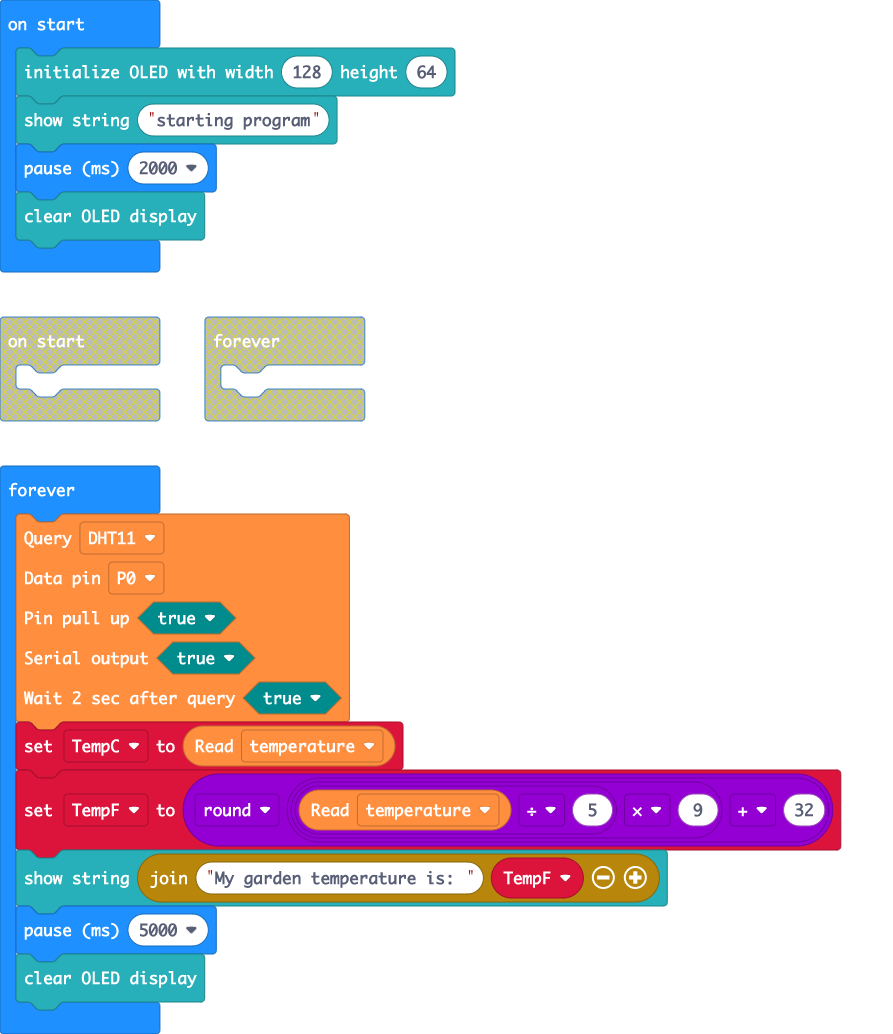 on start
initialize OLED with width 128 height 64
show string "starting program"
pause (ms) 2000
clear OLED display
on start
forever
forever
Query DHT11
Data pin P0
Pin pull up true
Serial output true
Wait 2 sec after query true
set TempC to Read temperature
set TempF to round Read temperature ÷ 5 × 9 + 32
show string join "My garden temperature is: " TempF
pause (ms) 5000
clear OLED display